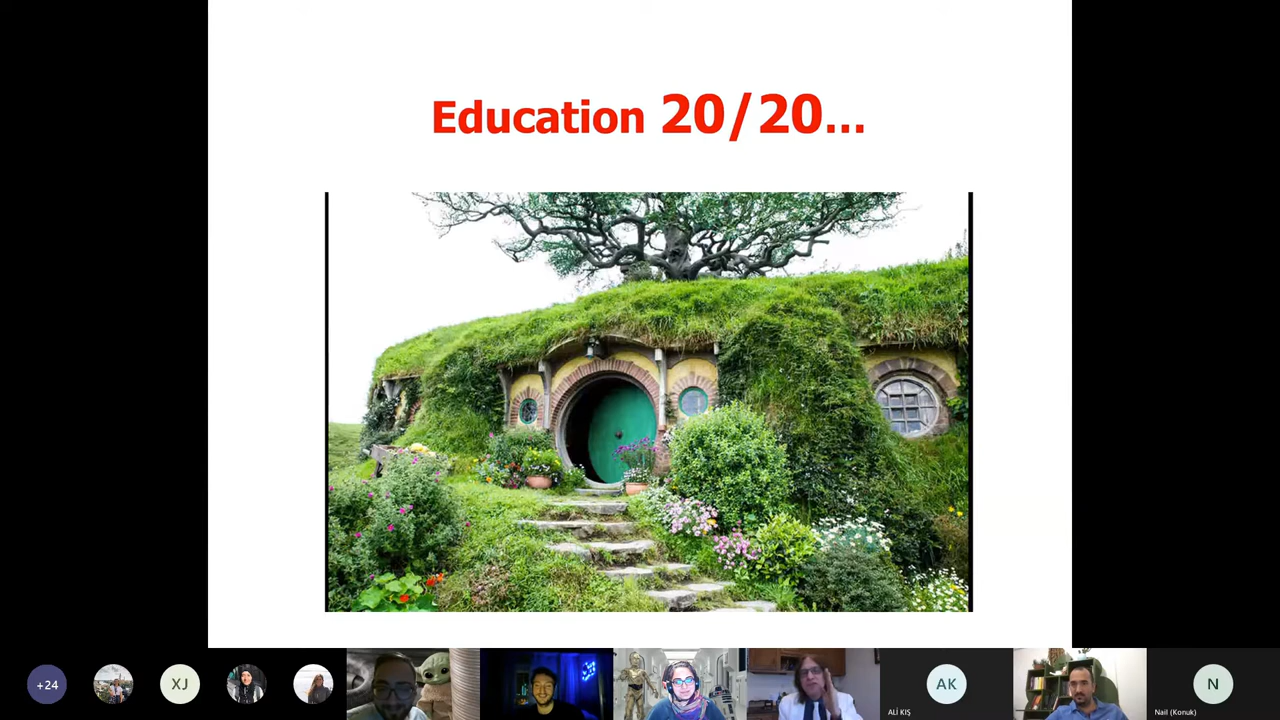 Education 20/20...
+24
XJ
AK
ALİ KIŞ
N
Nail (Konuk)